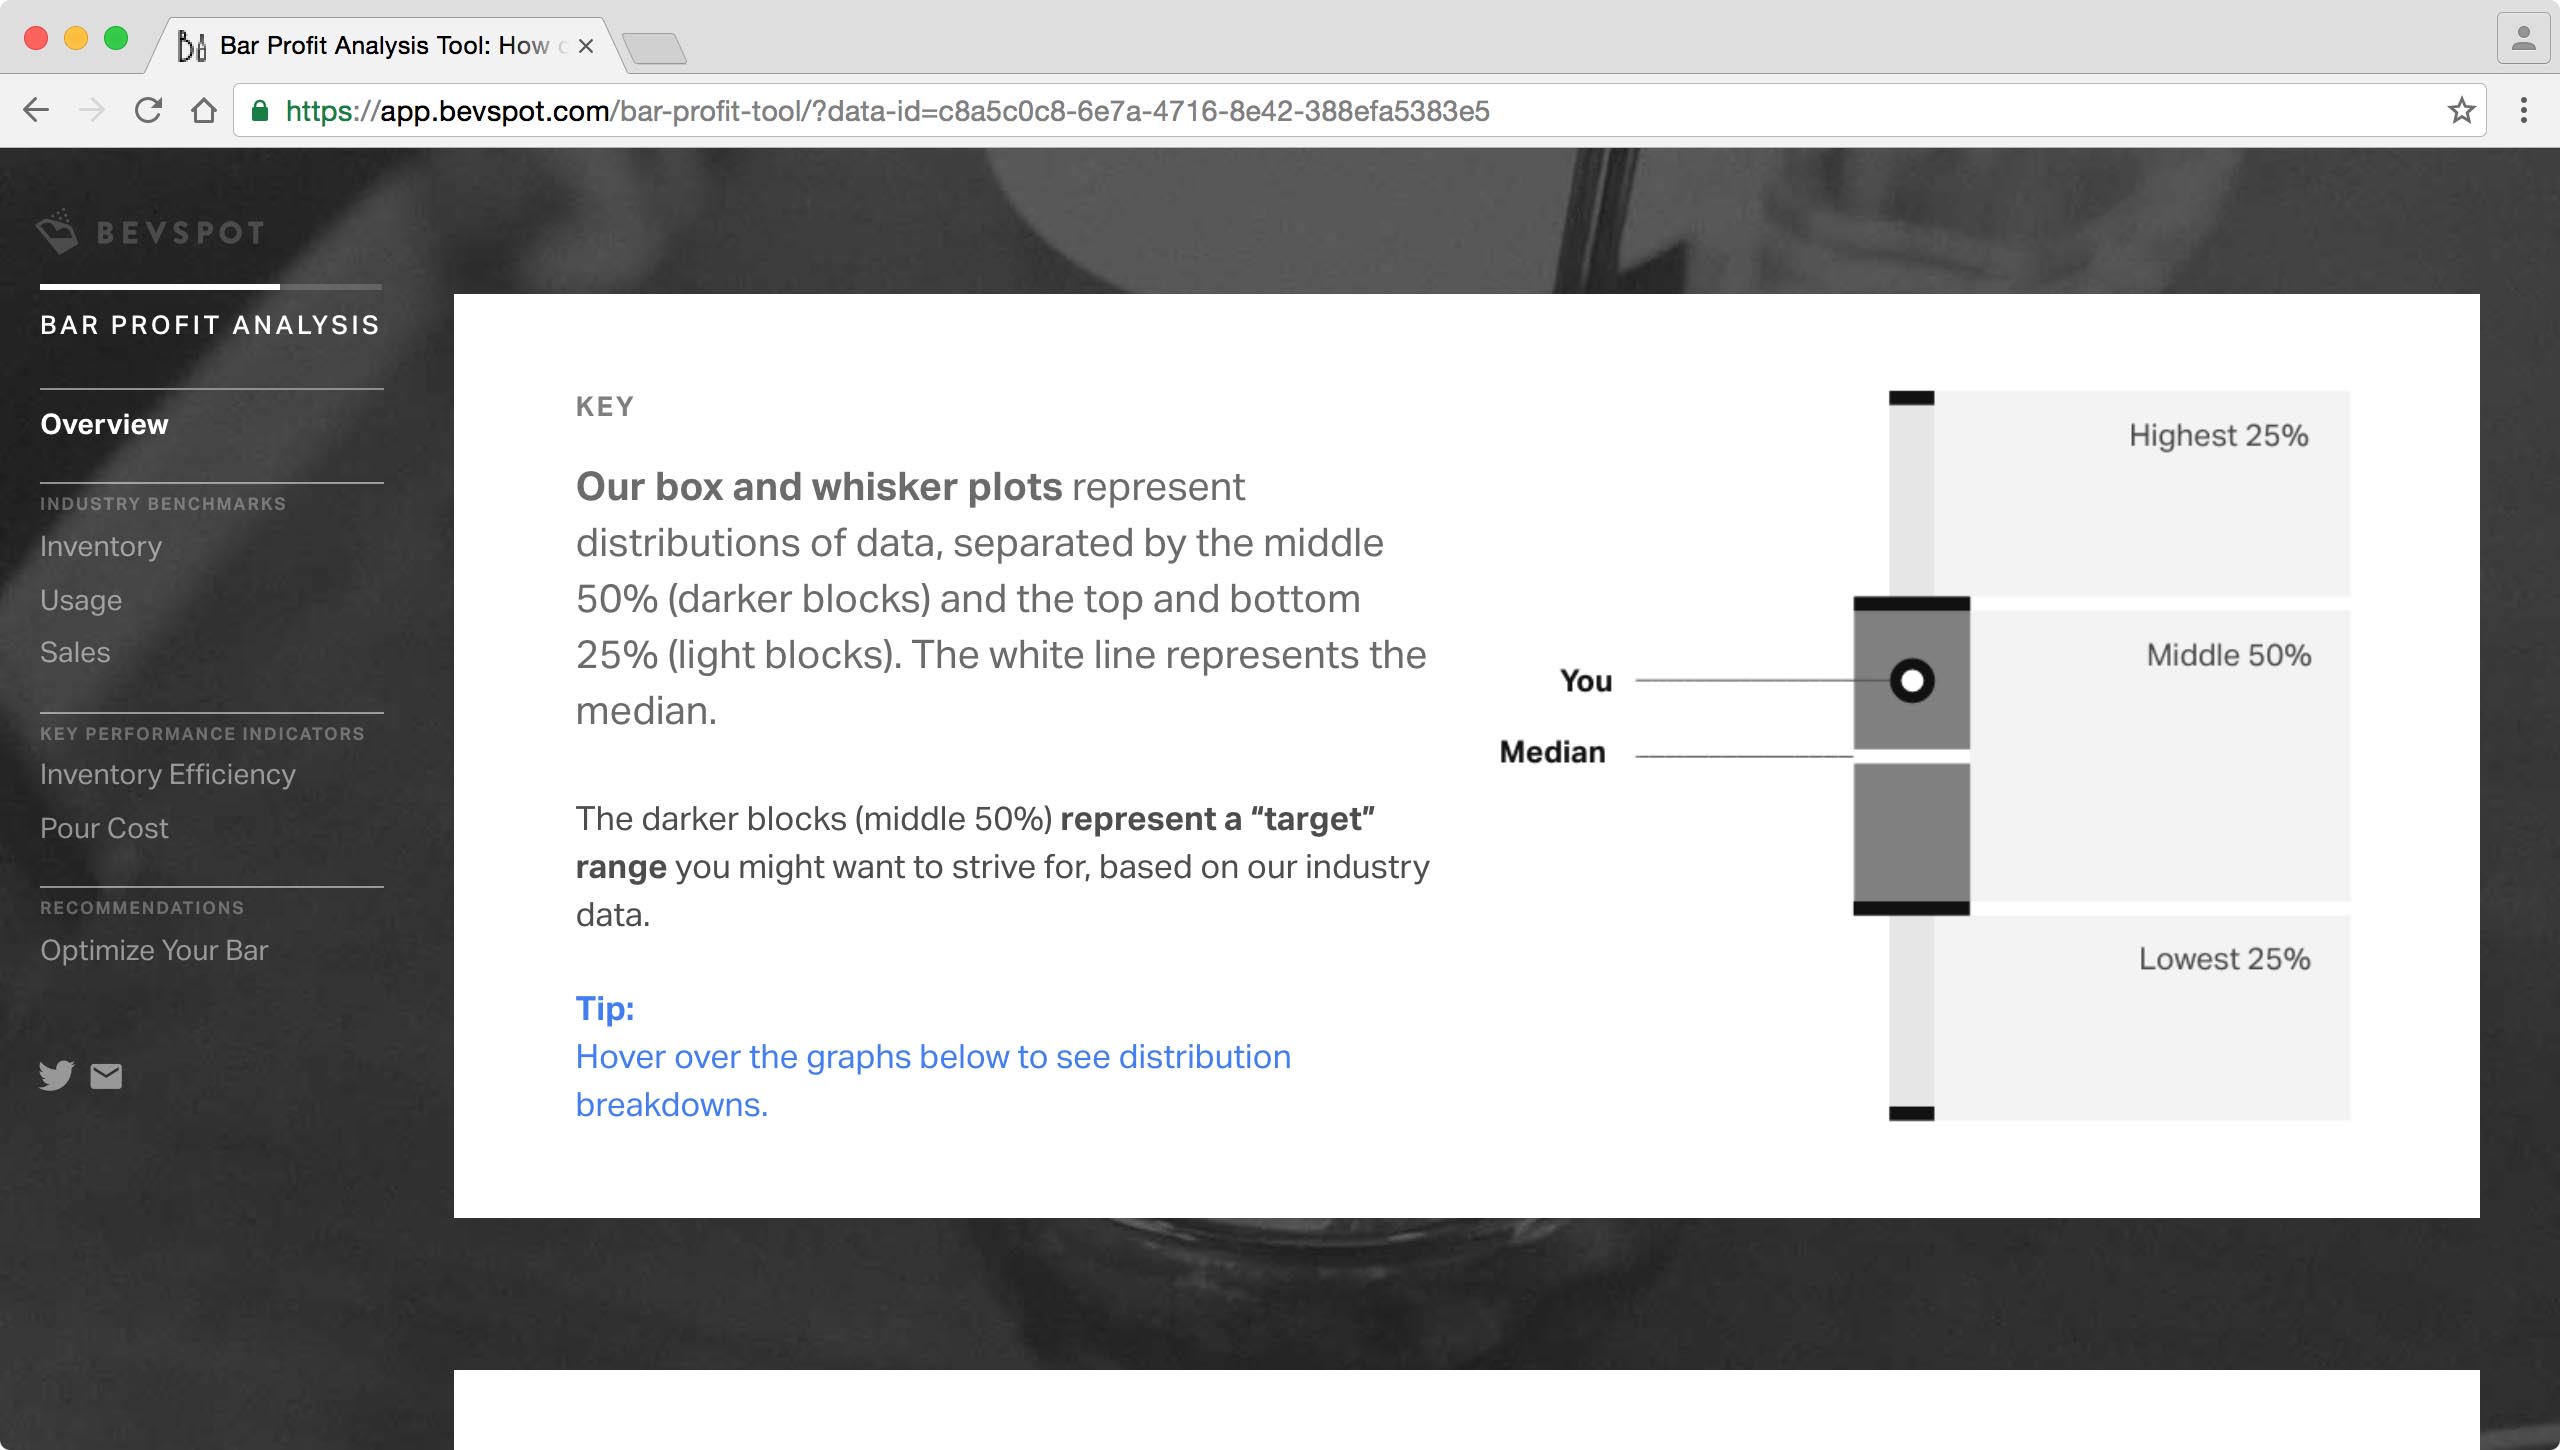 Bar Profit Analysis Tool: How
https://app.bevspot.com/bar-profit-tool/?data-id=c8a5c0c8-6e7a-4716-8e42-388efa5383e5
BEVSPOT
BAR PROFIT ANALYSIS
Overview
INDUSTRY BENCHMARKS
Inventory
Usage
Sales
KEY PERFORMANCE INDICATORS
Inventory Efficiency
Pour Cost
RECOMMENDATIONS
Optimize Your Bar
KEY
Our box and whisker plots represent
distributions of data, separated by the middle
50% (darker blocks) and the top and bottom
25% (light blocks). The white line represents the
median.
The darker blocks (middle 50%) represent a “target”
range you might want to strive for, based on our industry
data.
Tip:
Hover over the graphs below to see distribution
breakdowns.
Highest 25%
Middle 50%
You
Median
Lowest 25%